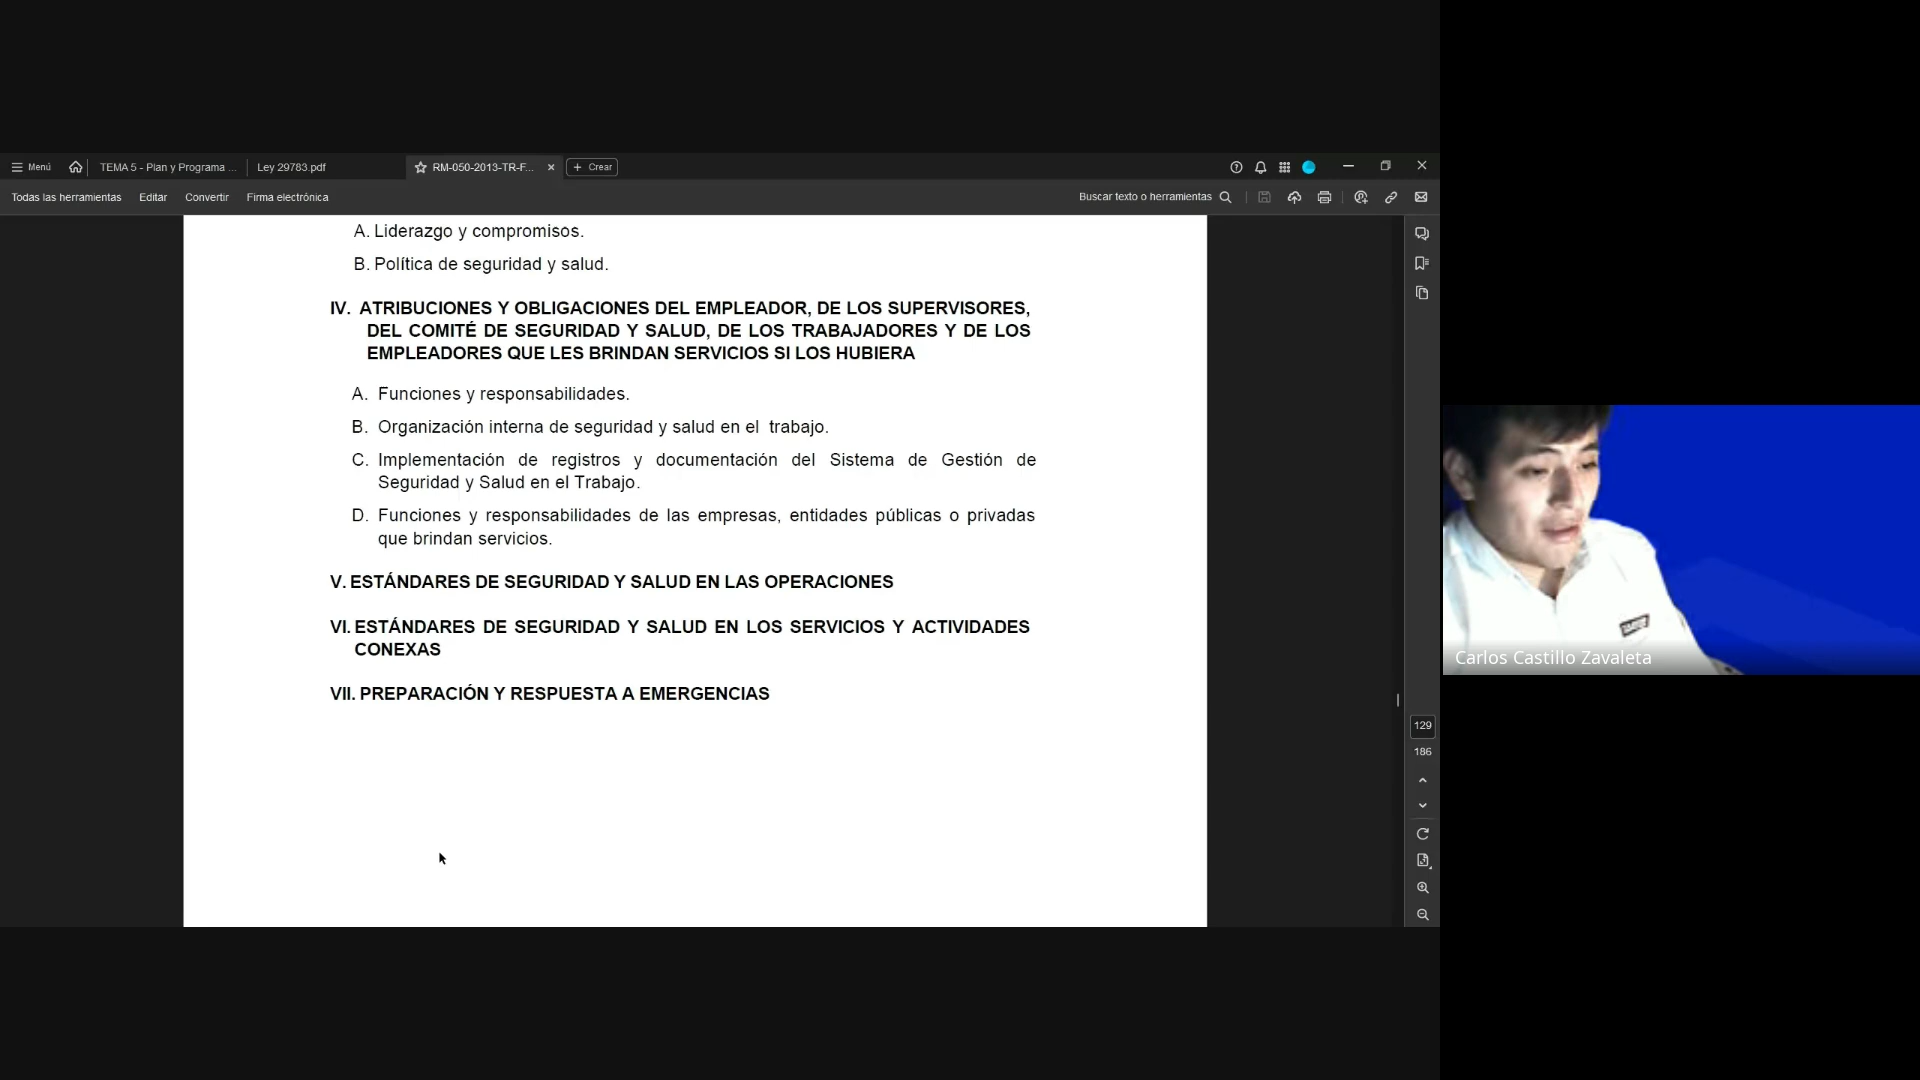 Menú
TEMA 5 - Plan y Programa ...
Ley 29783.pdf
RM-050-2013-TR-F...
Crear
Todas las herramientas
Editar
Convertir
Firma electrónica
Buscar texto o herramientas
A. Liderazgo y compromisos.
B. Política de seguridad y salud.
IV. ATRIBUCIONES Y OBLIGACIONES DEL EMPLEADOR, DE LOS SUPERVISORES,
DEL COMITÉ DE SEGURIDAD Y SALUD, DE LOS TRABAJADORES Y DE LOS
EMPLEADORES QUE LES BRINDAN SERVICIOS SI LOS HUBIERA
A. Funciones y responsabilidades.
B. Organización interna de seguridad y salud en el trabajo.
C. Implementación de registros y documentación del Sistema de Gestión de
Seguridad y Salud en el Trabajo.
D. Funciones y responsabilidades de las empresas, entidades públicas o privadas
que brindan servicios.
V. ESTÁNDARES DE SEGURIDAD Y SALUD EN LAS OPERACIONES
VI. ESTÁNDARES DE SEGURIDAD Y SALUD EN LOS SERVICIOS Y ACTIVIDADES
CONEXAS
VII. PREPARACIÓN Y RESPUESTA A EMERGENCIAS
129
186
Carlos Castillo Zavaleta